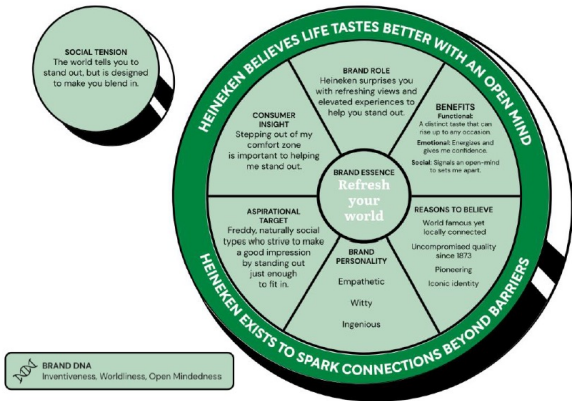 SOCIAL TENSION
The world tells you to
stand out, but is designed
to make you blend in.
HEINEKEN BELIEVES LIFE TASTES BETTER WITH AN OPEN MIND
BRAND ROLE
Heineken surprises you
with refreshing views and
elevated experiences to
help you stand out.
CONSUMER
INSIGHT
Stepping out of my
comfort zone
is important to helping
me stand out.
BENEFITS
Functional:
A distinct taste that can
rise up to any occasion.
Emotional: Energizes and
gives me confidence.
Social: Signals an open-mind
to sets me apart.
BRAND ESSENCE
Refresh
your
world
ASPIRATIONAL
TARGET
Freddy, naturally social
types who strive to make
a good impression
by standing out
just enough
to fit in.
BRAND
PERSONALITY
Empathetic
Witty
Ingenious
REASONS TO BELIEVE
World famous yet
locally connected
Uncompromised quality
since 1873
Pioneering
Iconic identity
HEINEKEN EXISTS TO SPARK CONNECTIONS BEYOND BARRIERS
BRAND DNA
Inventiveness, Worldliness, Open Mindedness